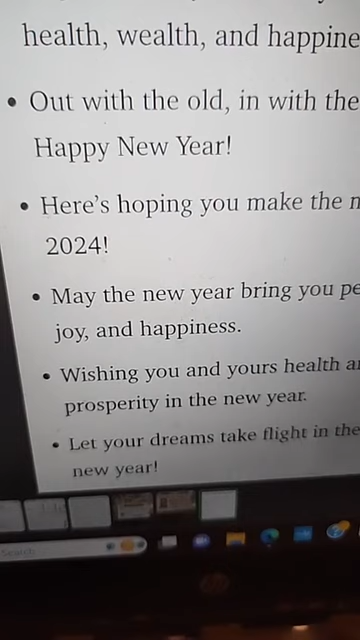 health, wealth, and
• Out with the old, in with the
Happy New Year!
• Here's hoping you make the
2024!
• May the new year bring you
joy, and happiness.
• Wishing you and yours health
prosperity in the new year.
• Let your dreams take flight in the
new year!
Search